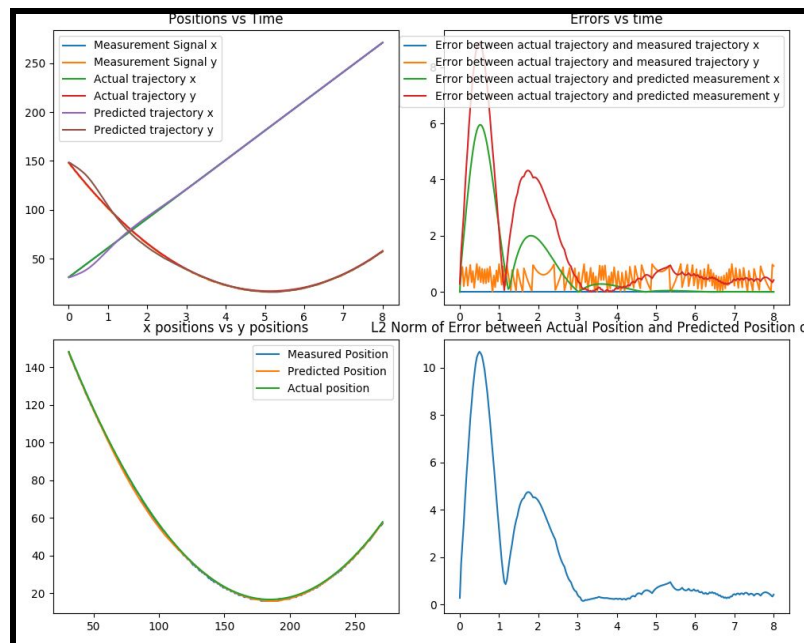 Positions vs Time
Measurement Signal x
Measurement Signal y
Actual trajectory x
Actual trajectory y
Predicted trajectory x
Predicted trajectory y
250
200
150
100
50
0 1 2 3 4 5 6 7 8
Errors vs time
Error between actual trajectory and measured trajectory x
Error between actual trajectory and measured trajectory y
Error between actual trajectory and predicted measurement x
Error between actual trajectory and predicted measurement y
6
4
2
0
0 1 2 3 4 5 6 7 8
x positions vs y positions
Measured Position
Predicted Position
Actual position
140
120
100
80
60
40
20
50 100 150 200 250
L2 Norm of Error between Actual Position and Predicted Position
10
8
6
4
2
0
0 1 2 3 4 5 6 7 8